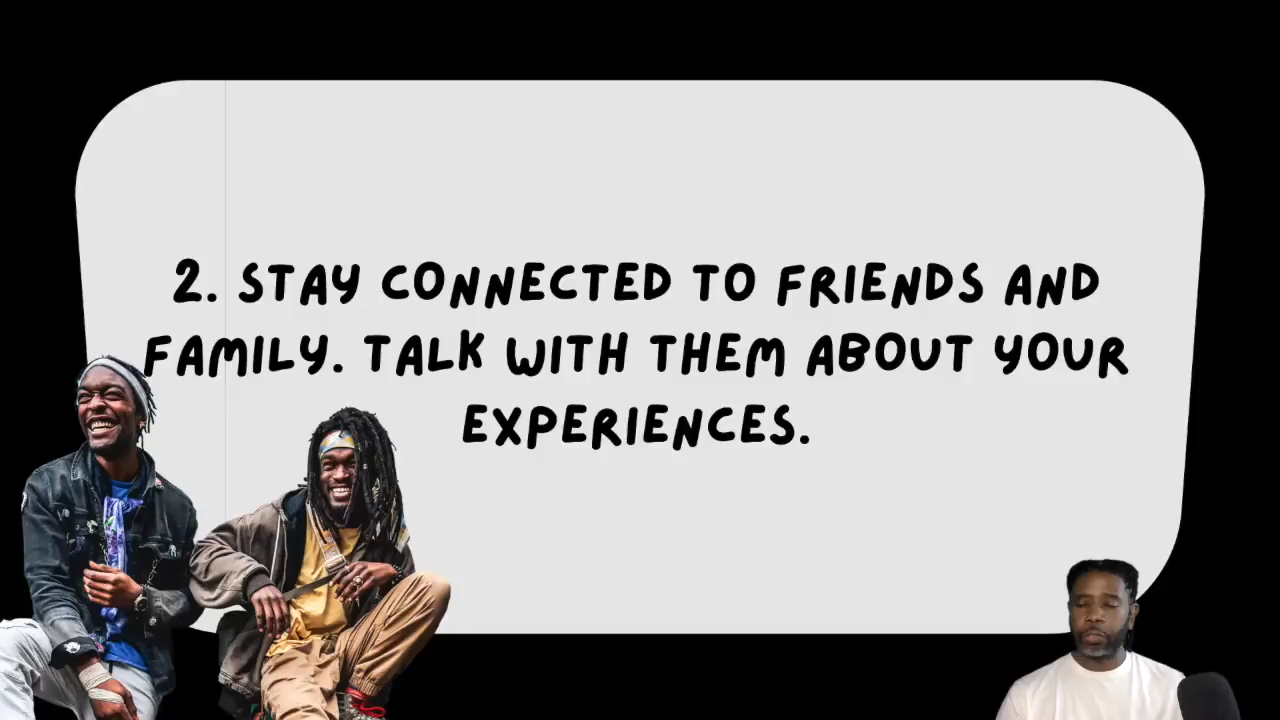 2. STAY CONNECTED TO FRIENDS AND
FAMILY. TALK WITH THEM ABOUT YOUR
EXPERIENCES.